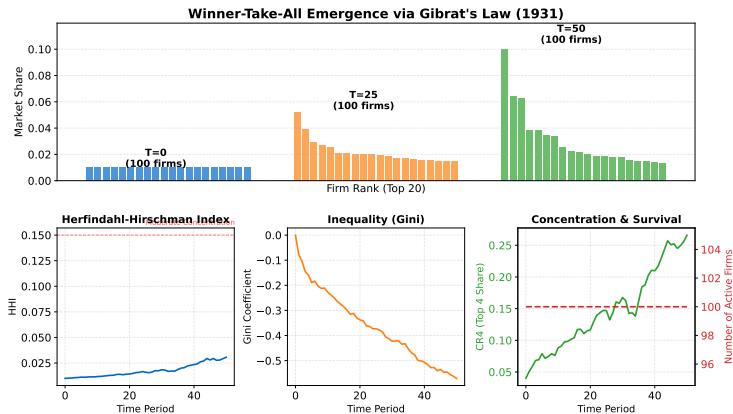 Winner-Take-All Emergence via Gibrat's Law (1931)
Market Share
0.10
0.08
0.06
0.04
0.02
0.00
T=0
(100 firms)
T=25
(100 firms)
T=50
(100 firms)
Firm Rank (Top 20)
Herfindahl-Hirschman Index
Moderate Concentration
HHI
0.150
0.125
0.100
0.075
0.050
0.025
0
20
40
Time Period
Inequality (Gini)
Gini Coefficient
0.0
−0.1
−0.2
−0.3
−0.4
−0.5
0
20
40
Time Period
Concentration & Survival
CR4 (Top 4 Share)
0.25
0.20
0.15
0.10
0.05
0
20
40
Time Period
104
102
100
98
96
Number of Active Firms